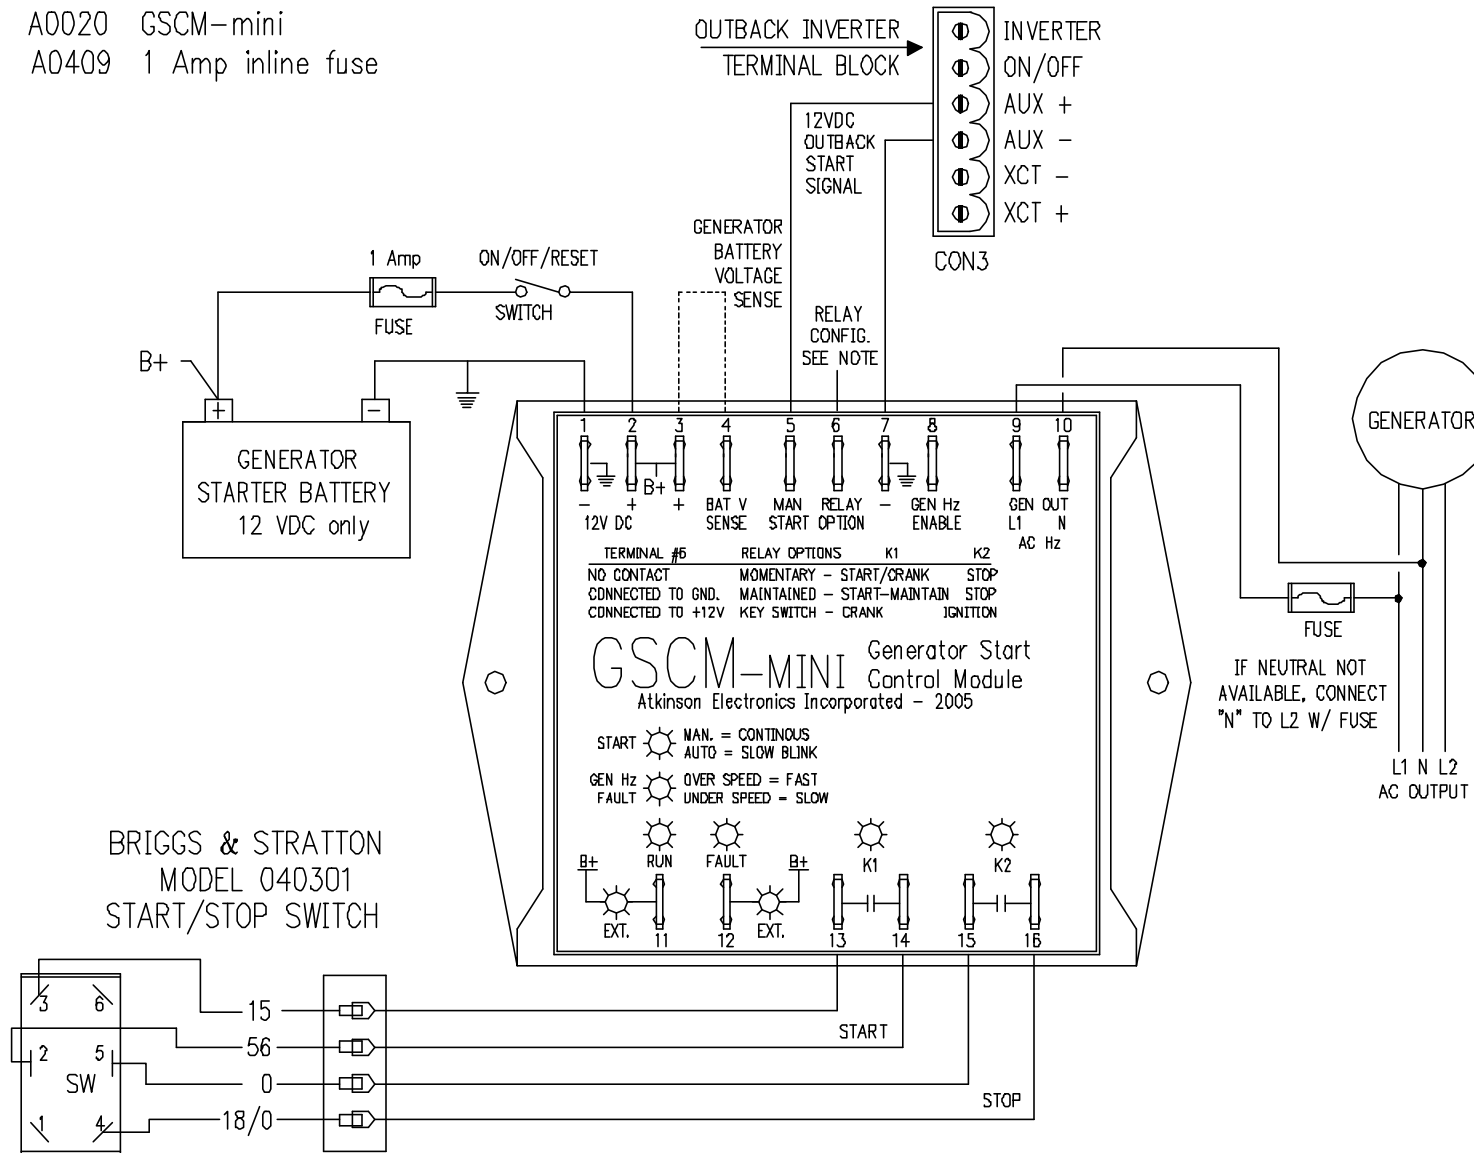 A0020 GSCM-mini
A0409 1 Amp inline fuse
OUTBACK INVERTER
TERMINAL BLOCK
INVERTER
ON/OFF
AUX +
AUX -
XCT -
XCT +
CON3
12VDC
OUTBACK
START
SIGNAL
GENERATOR
BATTERY
VOLTAGE
SENSE
RELAY
CONFIG.
SEE NOTE
1 Amp
FUSE
ON/OFF/RESET
SWITCH
B+
+ -
GENERATOR
STARTER BATTERY
12 VDC only
GENERATOR
1 2 3 4 5 6 7 8 9 10
B+
- + + BAT V MAN RELAY - GEN Hz GEN OUT
12V DC SENSE START OPTION ENABLE L1 N
AC Hz
TERMINAL #6 RELAY OPTIONS K1 K2
NO CONTACT MOMENTARY - START/CRANK STOP
CONNECTED TO GND. MAINTAINED - START-MAINTAIN STOP
CONNECTED TO +12V KEY SWITCH - CRANK IGNITION
GSCM-MINI Generator Start
Control Module
Atkinson Electronics Incorporated - 2005
START MAN. = CONTINOUS
AUTO = SLOW BLINK
GEN Hz OVER SPEED = FAST
FAULT UNDER SPEED = SLOW
B+ RUN FAULT B+ K1 K2
EXT. 11 12 EXT. 13 14 15 16
FUSE
IF NEUTRAL NOT
AVAILABLE, CONNECT
"N" TO L2 W/ FUSE
L1 N L2
AC OUTPUT
BRIGGS & STRATTON
MODEL 040301
START/STOP SWITCH
3 6
2 5
SW
1 4
15
56
0
18/0
START
STOP